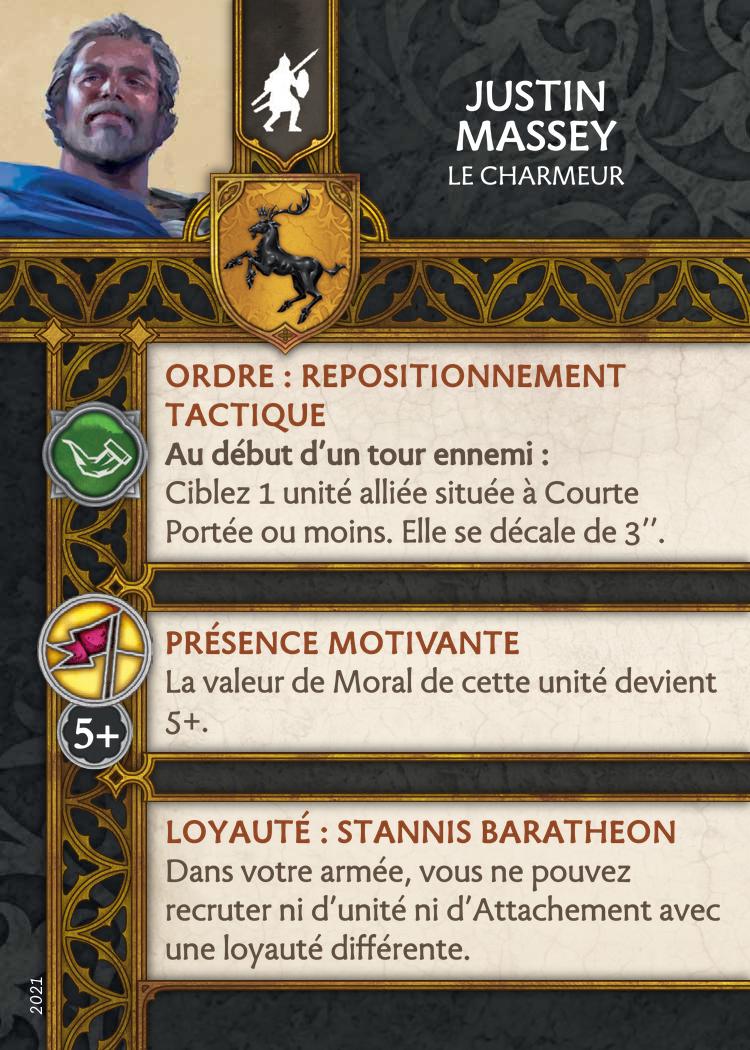 JUSTIN
MASSEY
LE CHARMEUR
ORDRE : REPOSITIONNEMENT
TACTIQUE
Au début d’un tour ennemi :
Ciblez 1 unité alliée située à Courte
Portée ou moins. Elle se décale de 3’’.
PRÉSENCE MOTIVANTE
La valeur de Moral de cette unité devient
5+.
5+
LOYAUTÉ : STANNIS BARATHEON
Dans votre armée, vous ne pouvez
recruter ni d’unité ni d’Attachement avec
une loyauté différente.
2021